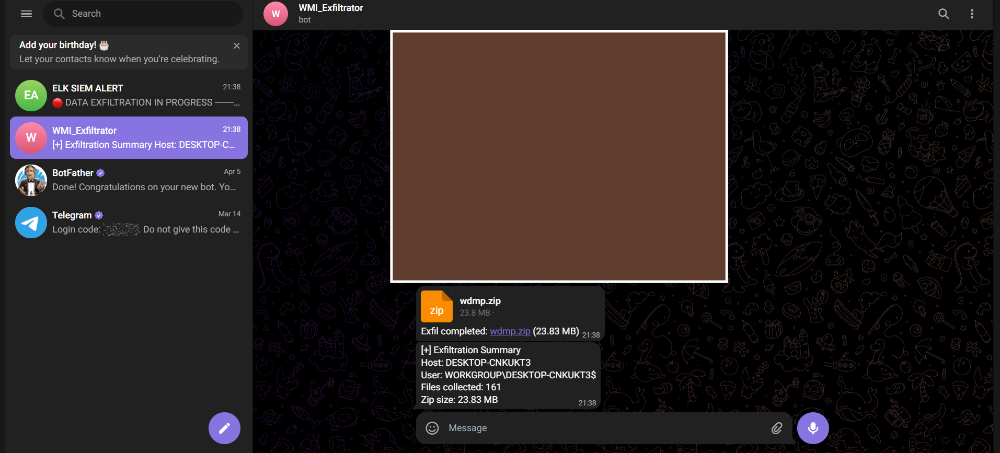 Search
Add your birthday! 🎂
Let your contacts know when you're celebrating.
EA
ELK SIEM ALERT
21:38
🔴 DATA EXFILTRATION IN PROGRESS ———...
W
WMI_Exfiltrator
21:38
[+] Exfiltration Summary Host: DESKTOP-C...
BotFather
Apr 5
Done! Congratulations on your new bot. Yo...
Telegram
Mar 14
Login code: . Do not give this code ...
W
WMI_Exfiltrator
bot
zip
wdmp.zip
23.8 MB ·
Exfil completed: wdmp.zip (23.83 MB)
21:38
[+] Exfiltration Summary
Host: DESKTOP-CNKUKT3
User: WORKGROUP\DESKTOP-CNKUKT3$
Files collected: 161
Zip size: 23.83 MB
21:38
Message